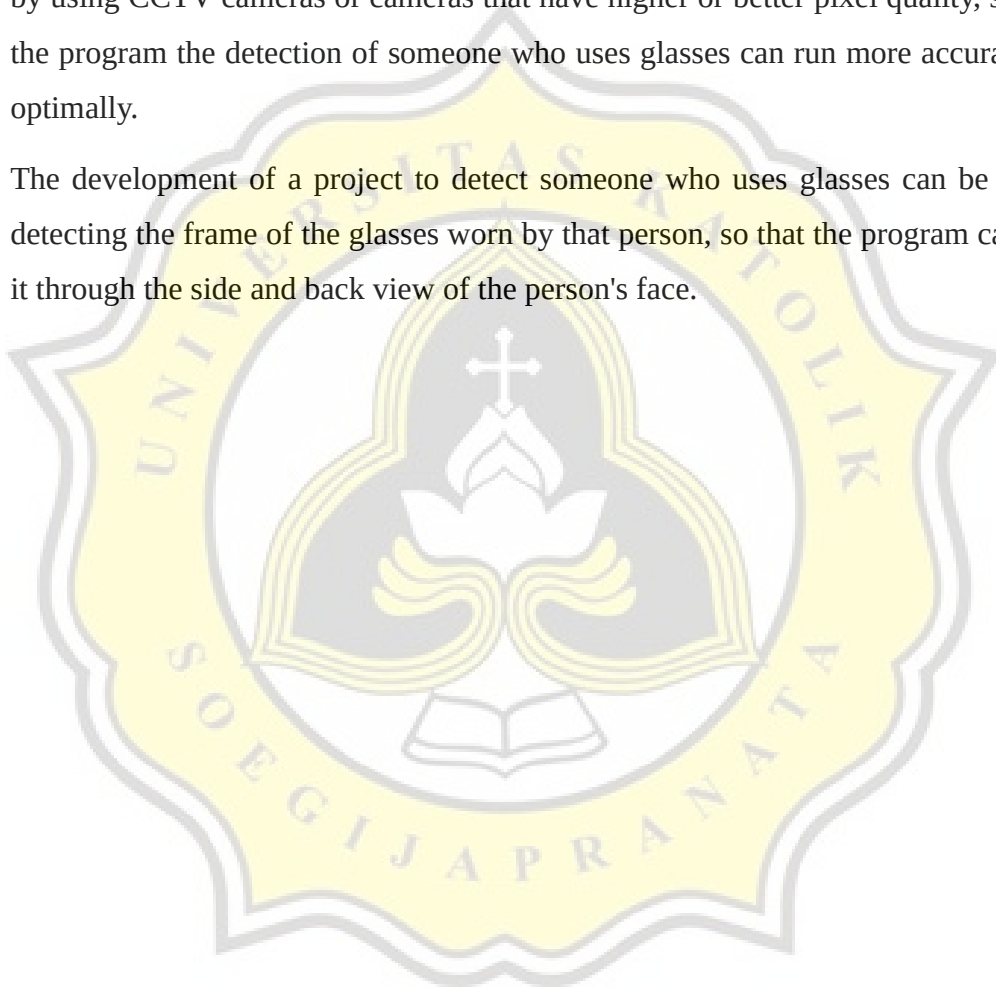 by using CCTV cameras or cameras that have higher or better pixel quality,
the program the detection of someone who uses glasses can run more
optimally.
The development of a project to detect someone who uses glasses can be
detecting the frame of the glasses worn by that person, so that the program
it through the side and back view of the person's face.
UNIVERSITAS KATOLIK
SOEGIJAPRANATA